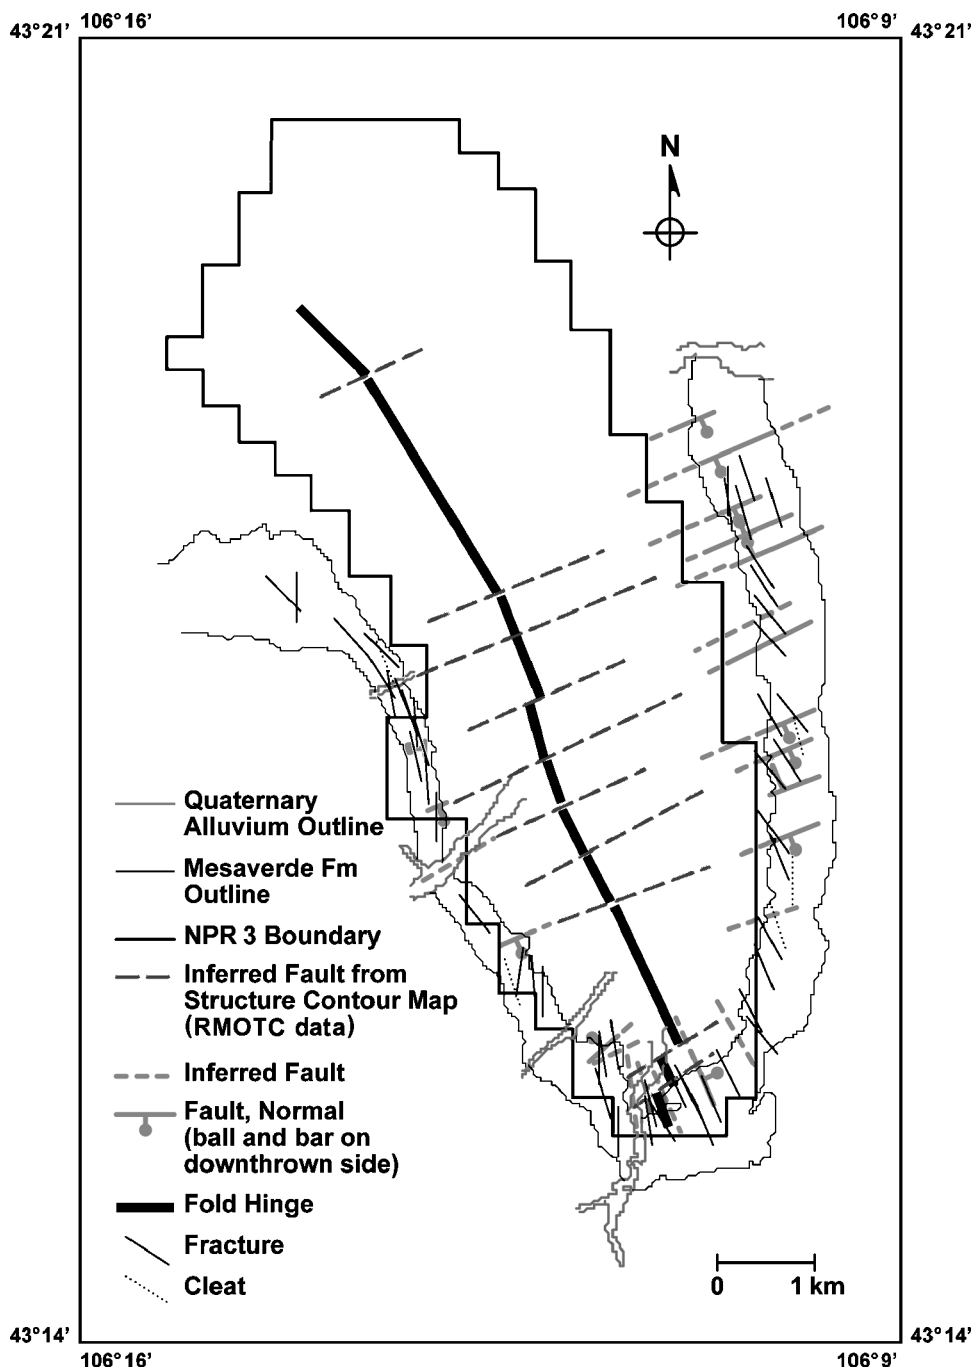 106°16’
106°9’
43°21’
43°21’
N
Quaternary
Alluvium Outline
Mesaverde Fm
Outline
NPR 3 Boundary
Inferred Fault from
Structure Contour Map
(RMOTC data)
Inferred Fault
Fault, Normal
(ball and bar on
downthrown side)
Fold Hinge
Fracture
Cleat
0 1 km
43°14’
43°14’
106°16’
106°9’